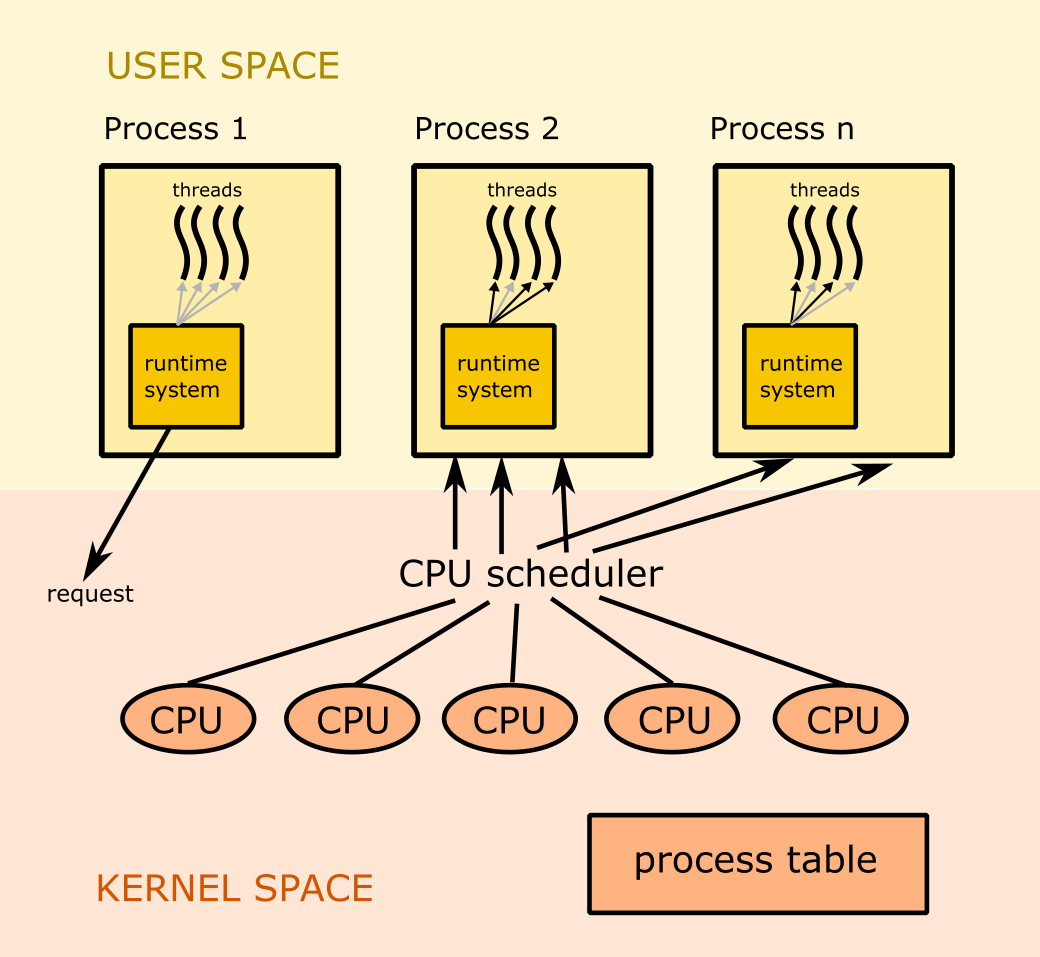 USER SPACE
Process 1
Process 2
Process n
threads
threads
threads
runtime
system
runtime
system
runtime
system
request
CPU scheduler
CPU
CPU
CPU
CPU
CPU
process table
KERNEL SPACE